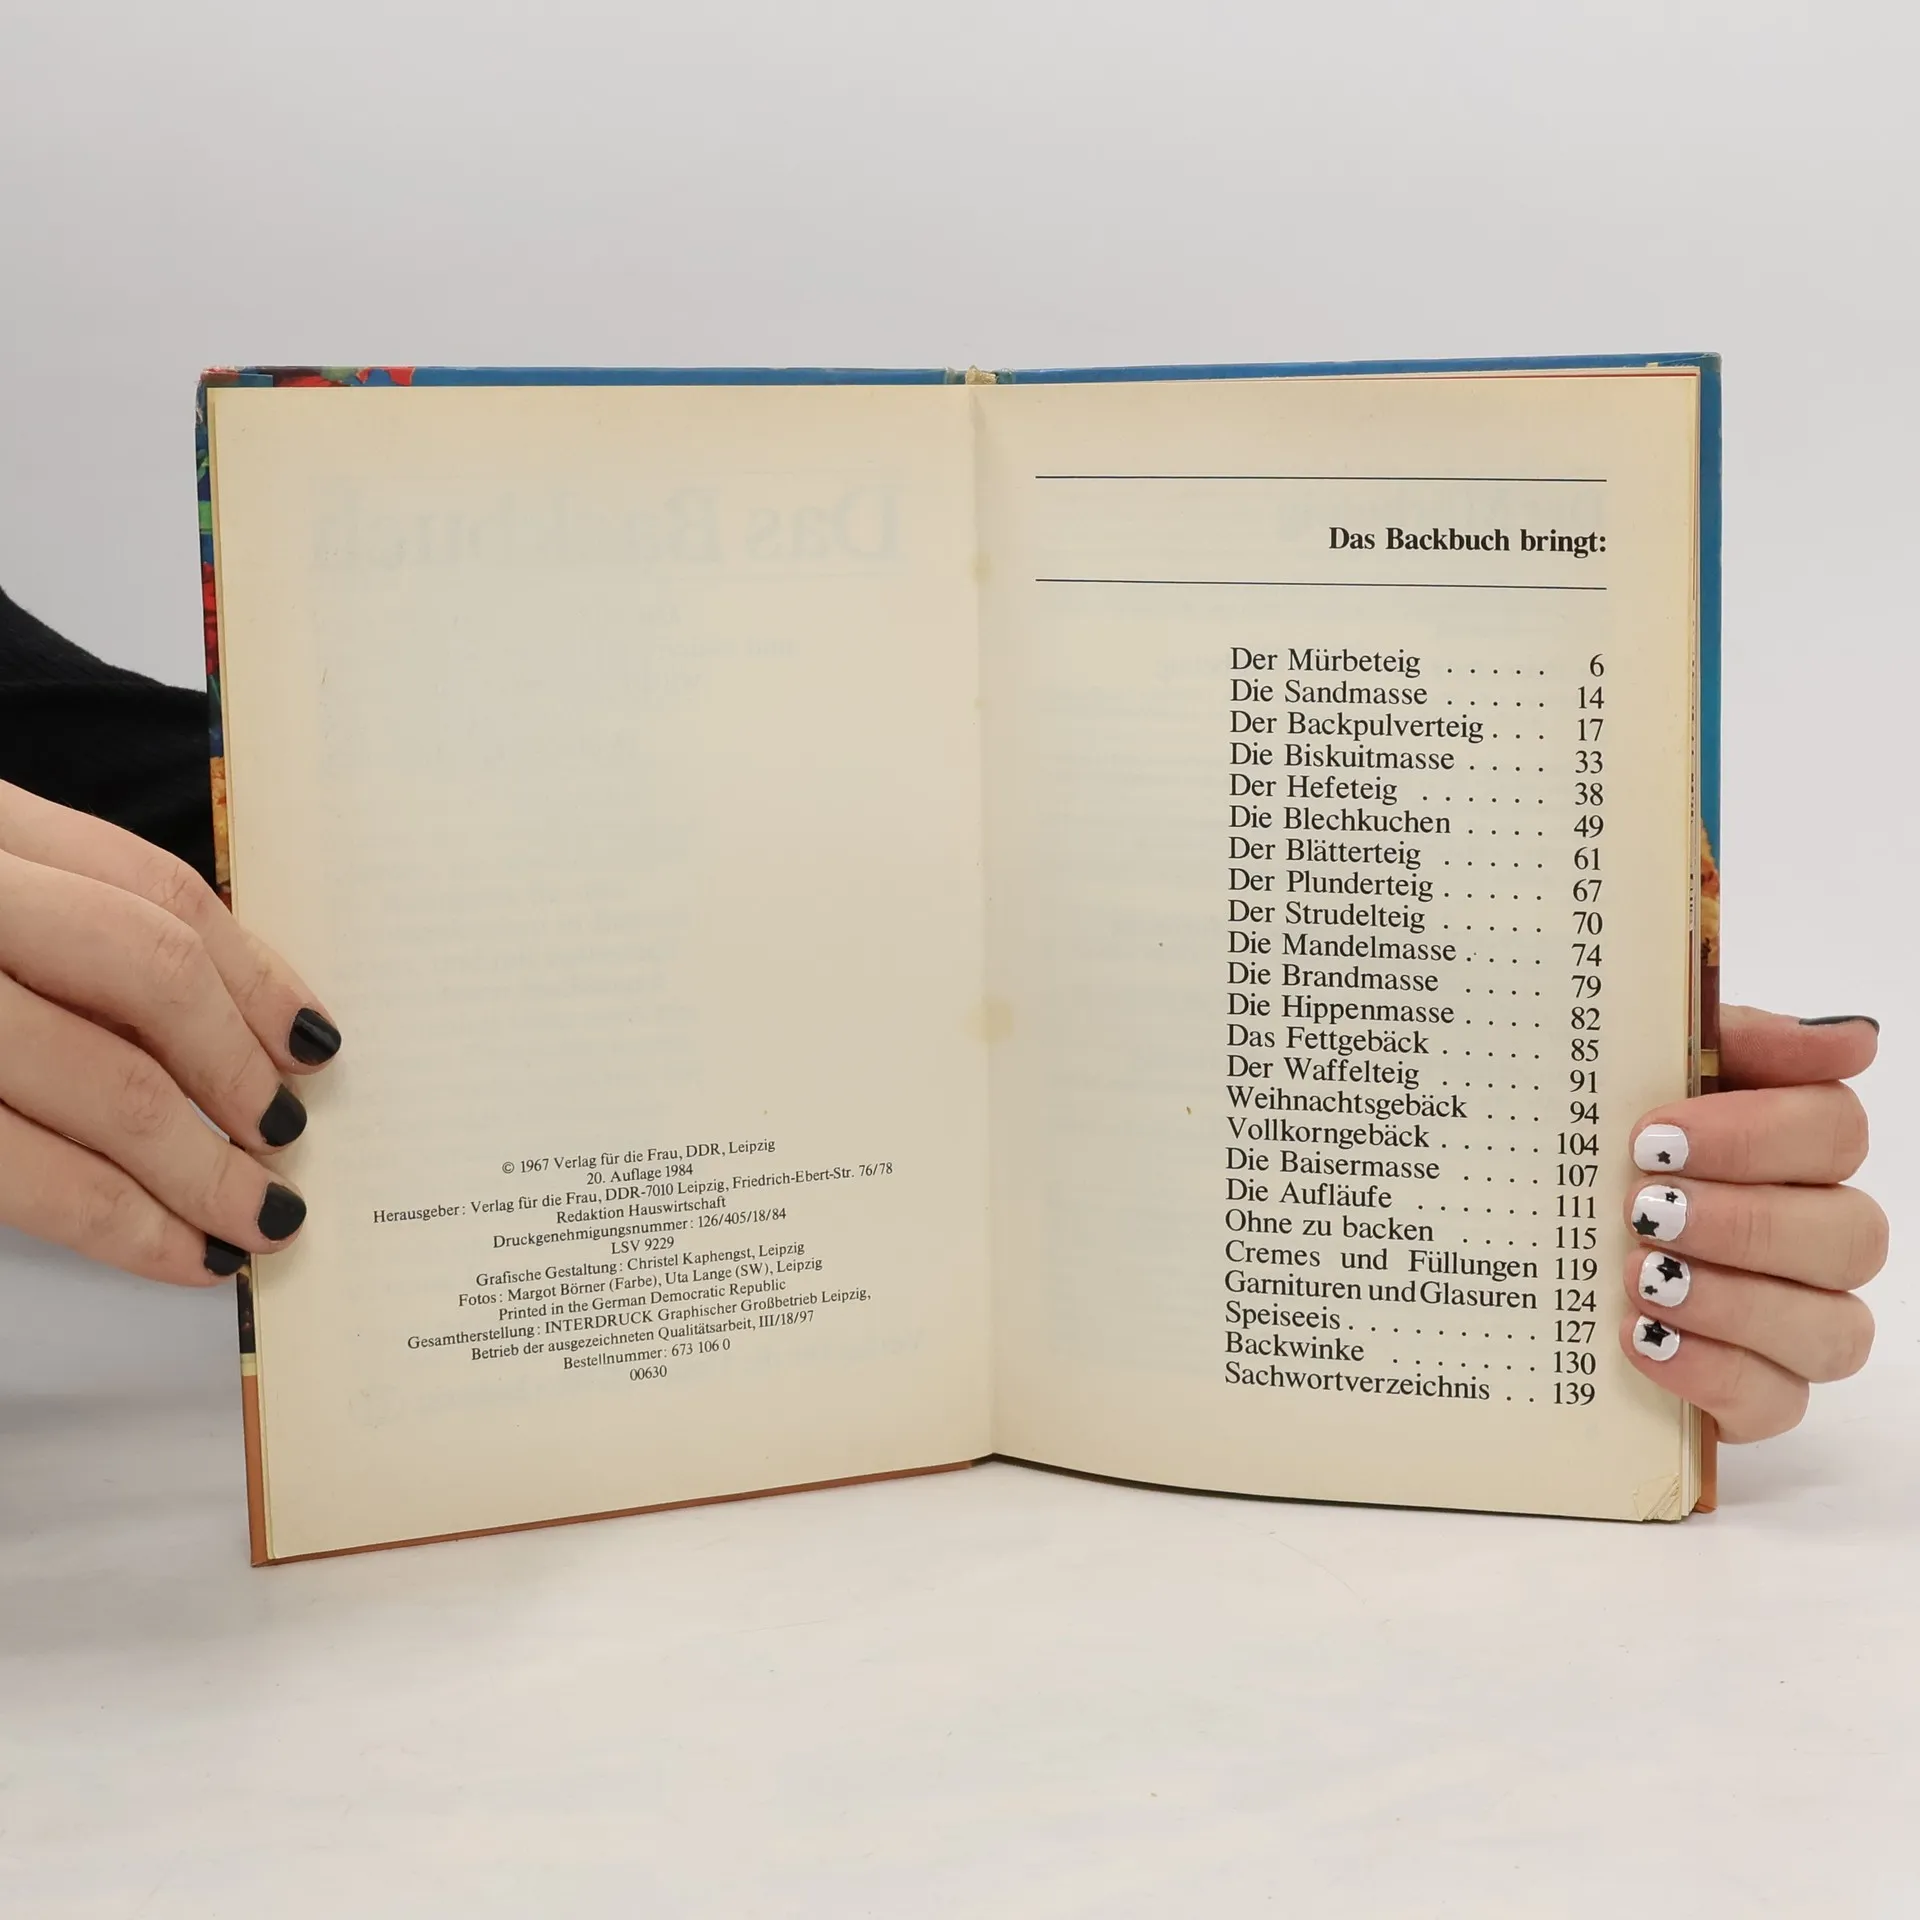 © 1967 Verlag für die Frau, DDR, Leipzig
20. Auflage 1984
Herausgeber: Verlag für die Frau, DDR-7010 Leipzig, Friedrich-Ebert-Str. 76/78
Redaktion Hauswirtschaft
Druckgenehmigungsnummer: 126/405/18/84
LSV 9229
Grafische Gestaltung: Christel Kaphengst, Leipzig
Fotos: Margot Börner (Farbe), Uta Lange (SW), Leipzig
Printed in the German Democratic Republic
Gesamtherstellung: INTERDRUCK Graphischer Großbetrieb Leipzig,
Betrieb der ausgezeichneten Qualitätsarbeit, III/18/97
Bestellnummer: 673 106 0
00630
Das Backbuch bringt:
Der Mürbeteig . . . . . 6
Die Sandmasse . . . . . 14
Der Backpulverteig . . . 17
Die Biskuitmasse . . . . 33
Der Hefeteig . . . . . . 38
Die Blechkuchen . . . . 49
Der Blätterteig . . . . . 61
Der Plunderteig . . . . . 67
Der Strudelteig . . . . . 70
Die Mandelmasse . . . . 74
Die Brandmasse . . . . 79
Die Hippenmasse . . . . 82
Das Fettgebäck . . . . . 85
Der Waffelteig . . . . . 91
Weihnachtsgebäck . . . 94
Vollkorngebäck . . . . . 104
Die Baisermasse . . . . 107
Die Aufläufe . . . . . . 111
Ohne zu backen . . . . 115
Cremes und Füllungen 119
Garnituren und Glasuren 124
Speiseeis . . . . . . . . . 127
Backwinke . . . . . . . 130
Sachwortverzeichnis . . 139